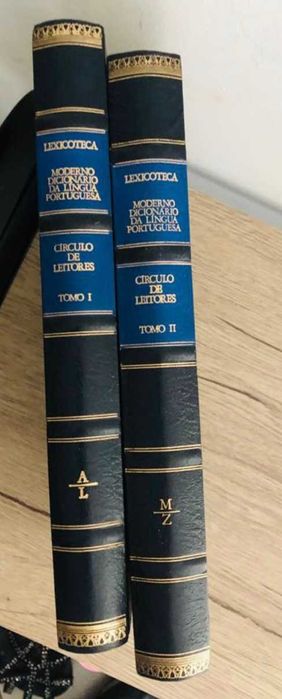 LEXICOTECA
MODERNO
DICIONÁRIO
DA LÍNGUA
PORTUGUESA
CÍRCULO
DE
LEITORES
TOMO I
A
L
LEXICOTECA
MODERNO
DICIONÁRIO
DA LÍNGUA
PORTUGUESA
CÍRCULO
DE
LEITORES
TOMO II
M
Z